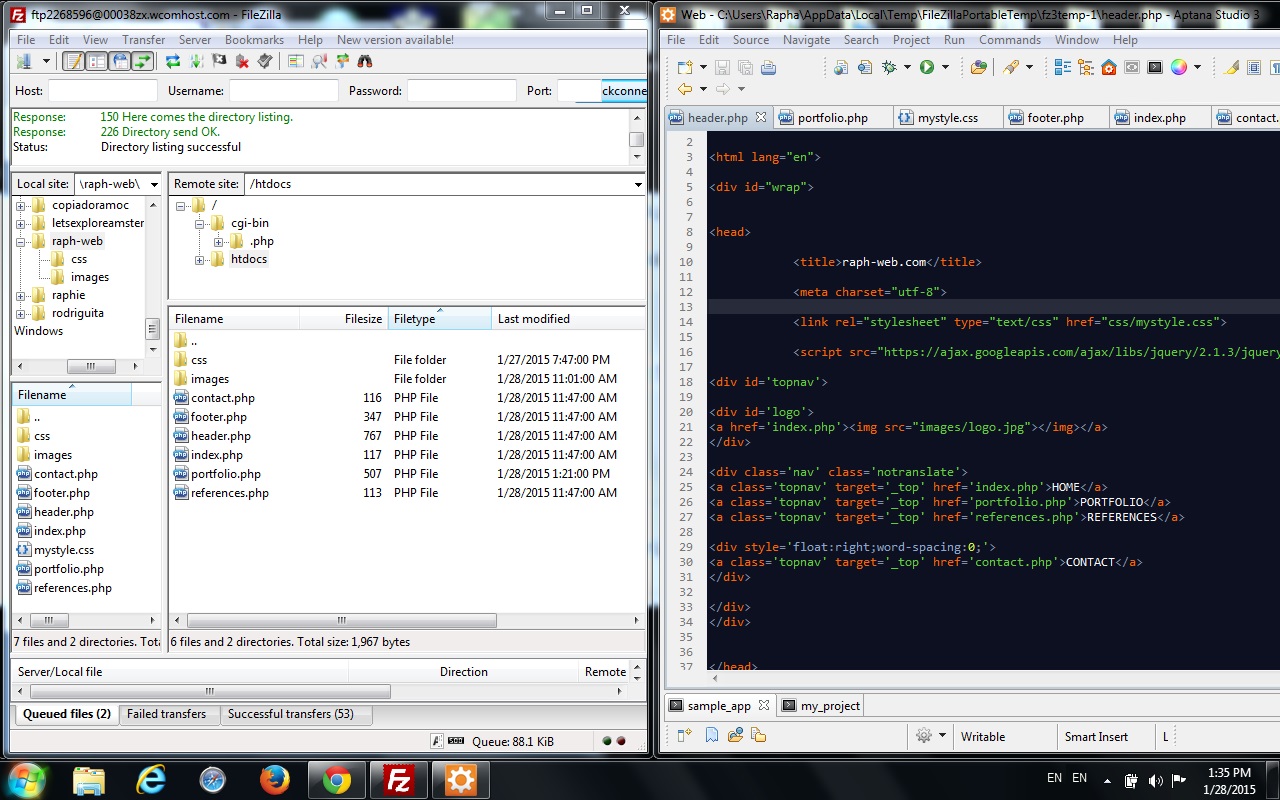 ftp2268596@00038zx.wcomhost.com - FileZilla
File Edit View Transfer Server Bookmarks Help New version available!
Host: Username: Password: Port: ckconne
Response: 150 Here comes the directory listing.
Response: 226 Directory send OK.
Status: Directory listing successful
Local site: \raph-web\
copiadoramoc
letsexploreamster
raph-web
css
images
raphie
rodriguita
Windows
Filename
..
css
images
contact.php
footer.php
header.php
index.php
mystyle.css
portfolio.php
references.php
7 files and 2 directories. Tota
Remote site: /htdocs
/
cgi-bin
.php
htdocs
Filename Filesize Filetype Last modified
..
css File folder 1/27/2015 7:47:00 PM
images File folder 1/28/2015 11:01:00 AM
contact.php 116 PHP File 1/28/2015 11:47:00 AM
footer.php 347 PHP File 1/28/2015 11:47:00 AM
header.php 767 PHP File 1/28/2015 11:47:00 AM
index.php 117 PHP File 1/28/2015 11:47:00 AM
portfolio.php 507 PHP File 1/28/2015 1:21:00 PM
references.php 113 PHP File 1/28/2015 11:47:00 AM
6 files and 2 directories. Total size: 1,967 bytes
Server/Local file Direction Remote
Queued files (2) Failed transfers Successful transfers (53)
Queue: 88.1 KiB
Web - C:\Users\Rapha\AppData\Local\Temp\FileZillaPortableTemp\fz3temp-1\header.php - Aptana Studio 3
File Edit Source Navigate Search Project Run Commands Window Help
header.php portfolio.php mystyle.css footer.php index.php contact.
2
3 <html lang="en">
4
5 <div id="wrap">
6
7
8 <head>
9
10 <title>raph-web.com</title>
11
12 <meta charset="utf-8">
13
14 <link rel="stylesheet" type="text/css" href="css/mystyle.css">
15
16 <script src="https://ajax.googleapis.com/ajax/libs/jquery/2.1.3/jquery
17
18 <div id='topnav'>
19
20 <div id='logo'>
21 <a href='index.php'><img src="images/logo.jpg"></img></a>
22 </div>
23
24 <div class='nav' class='notranslate'>
25 <a class='topnav' target='_top' href='index.php'>HOME</a>
26 <a class='topnav' target='_top' href='portfolio.php'>PORTFOLIO</a>
27 <a class='topnav' target='_top' href='references.php'>REFERENCES</a>
28
29 <div style='float:right;word-spacing:0;'>
30 <a class='topnav' target='_top' href='contact.php'>CONTACT</a>
31 </div>
32
33 </div>
34 </div>
35
36
37 </head>
sample_app my_project
Writable Smart Insert L
EN EN 1:35 PM
1/28/2015